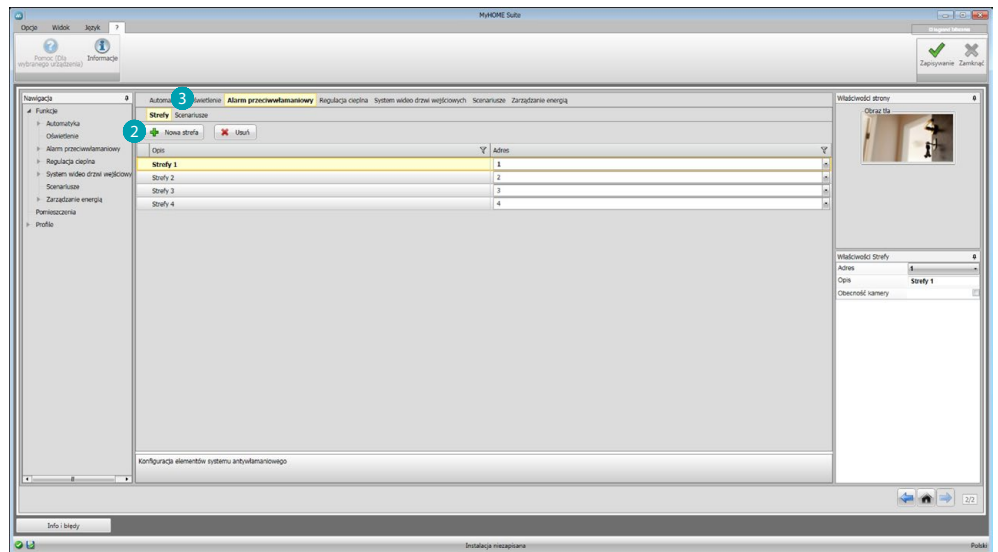 MyHOME Suite
Opcje Widok Język ?
Pomoc (Dla wybranego urządzenia)
Informacje
Zapisywanie Zamknąć
Nawigacja
Funkcje
Automatyka
Oświetlenie
Alarm przeciwwłamaniowy
Regulacja cieplna
System wideo drzwi wejściowy
Scenariusze
Zarządzanie energią
Pomieszczenia
Profile
3
Alarm przeciwwłamaniowy Regulacja cieplna System wideo drzwi wejściowych Scenariusze Zarządzanie energią
Strefy Scenariusze
2 Nowa strefa Usuń
Opis Adres
Strefy 1 1
Strefy 2 2
Strefy 3 3
Strefy 4 4
Konfiguracja elementów systemu antywłamaniowego
Właściwości strony
Obraz tła
Właściwości Strefy
Adres 1
Opis Strefy 1
Obecność kamery
2/2
Info i błędy
Instalacja niezapisana
Polski